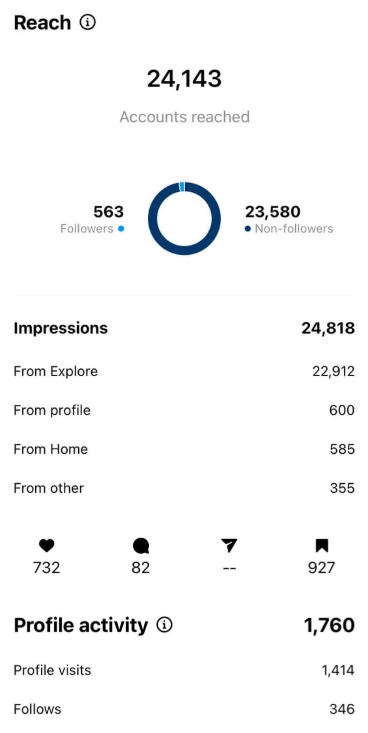 Reach
24,143
Accounts reached
563
Followers
23,580
Non-followers
Impressions 24,818
From Explore 22,912
From profile 600
From Home 585
From other 355
732 82 -- 927
Profile activity 1,760
Profile visits 1,414
Follows 346